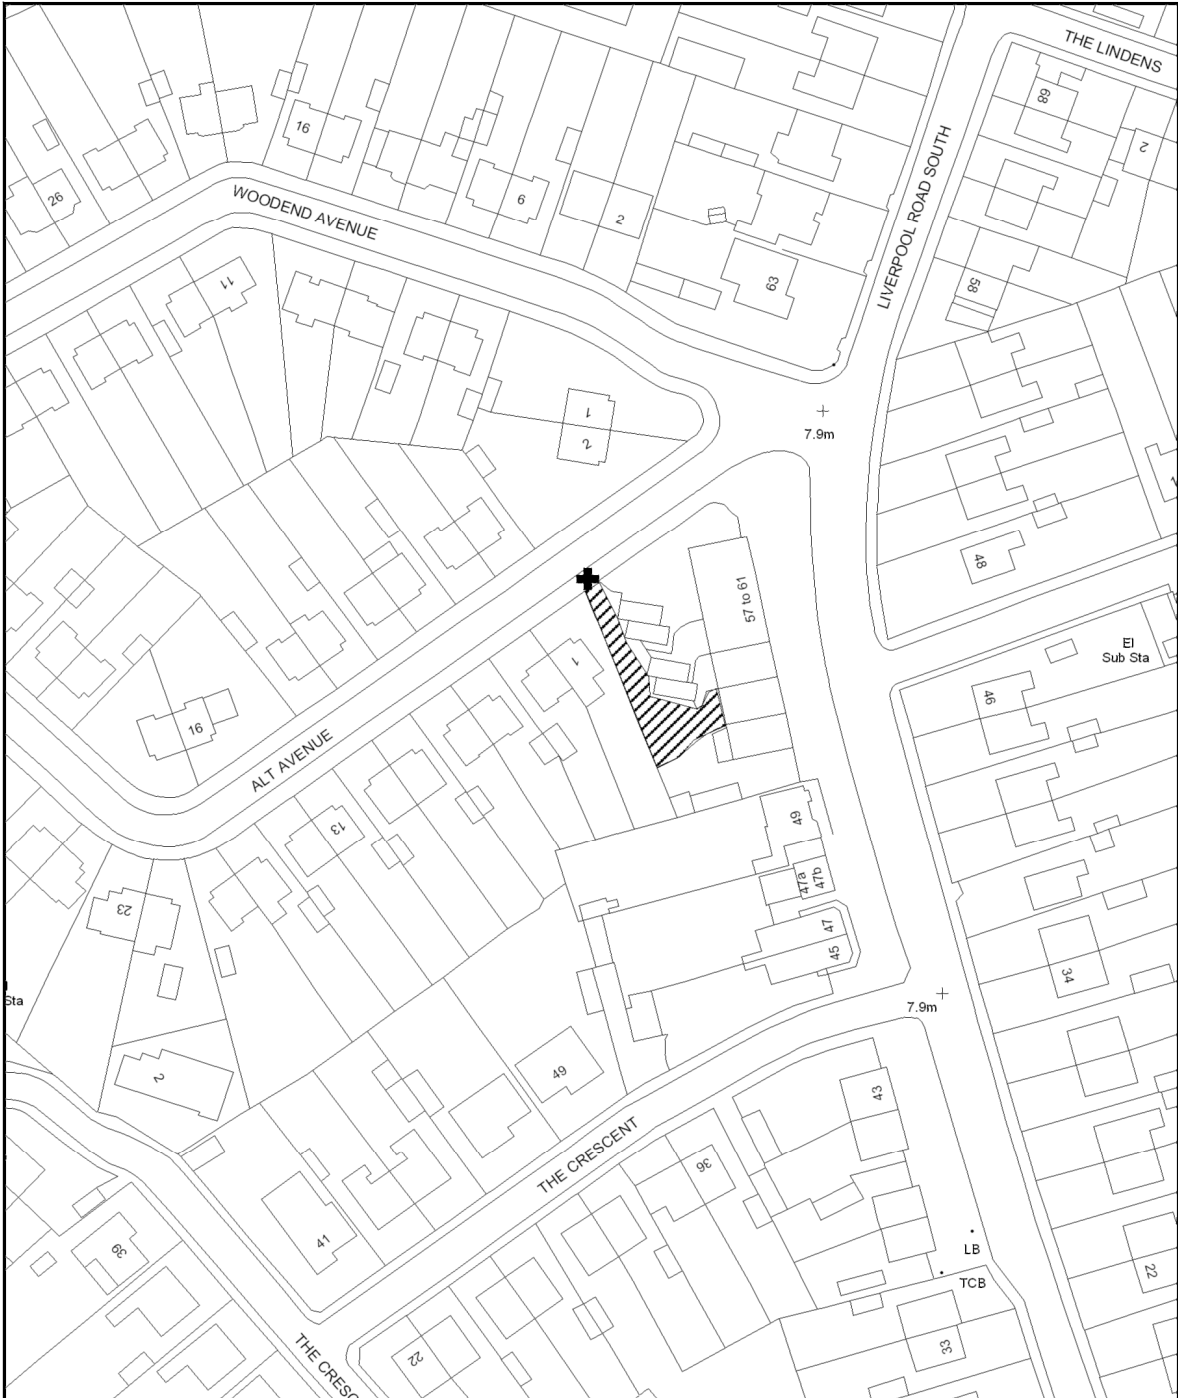 THE LINDENS
68
2
16
LIVERPOOL ROAD SOUTH
26
WOODEND AVENUE
6
2
63
11
58
1
2
7.9m
1
48
57 to 61
El
Sub Sta
1
46
16
ALT AVENUE
13
49
47a
47b
23
47
45
34
Sta
7.9m
2
49
43
THE CRESCENT
36
41
39
LB
TCB
22
33
22
THE CRESC